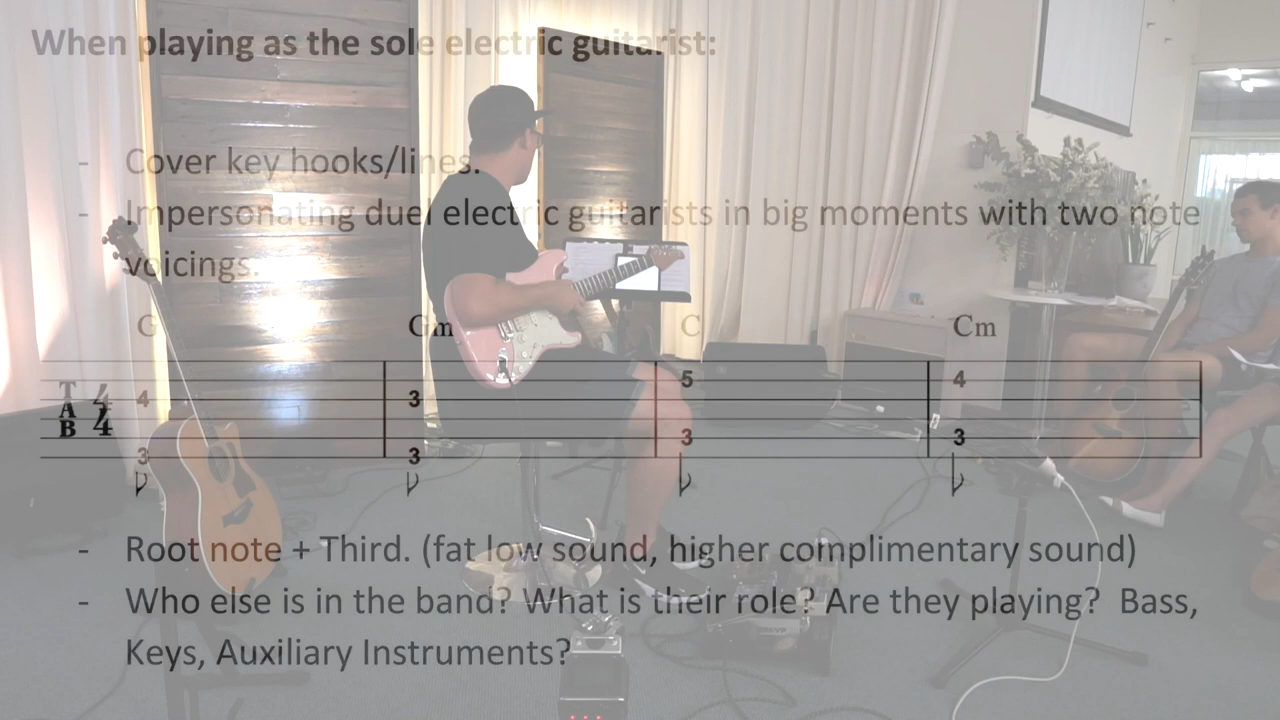 When playing as the sole electric guitarist:
- Cover key hooks/lines.
- Impersonating duel electric guitarists in big moments with two note
voicings.
G Gm C Cm
5 4
T 4 4 3
A 4
B 3 3
3 3
- Root note + Third. (fat low sound, higher complimentary sound)
- Who else is in the band? What is their role? Are they playing? Bass,
Keys, Auxiliary Instruments?